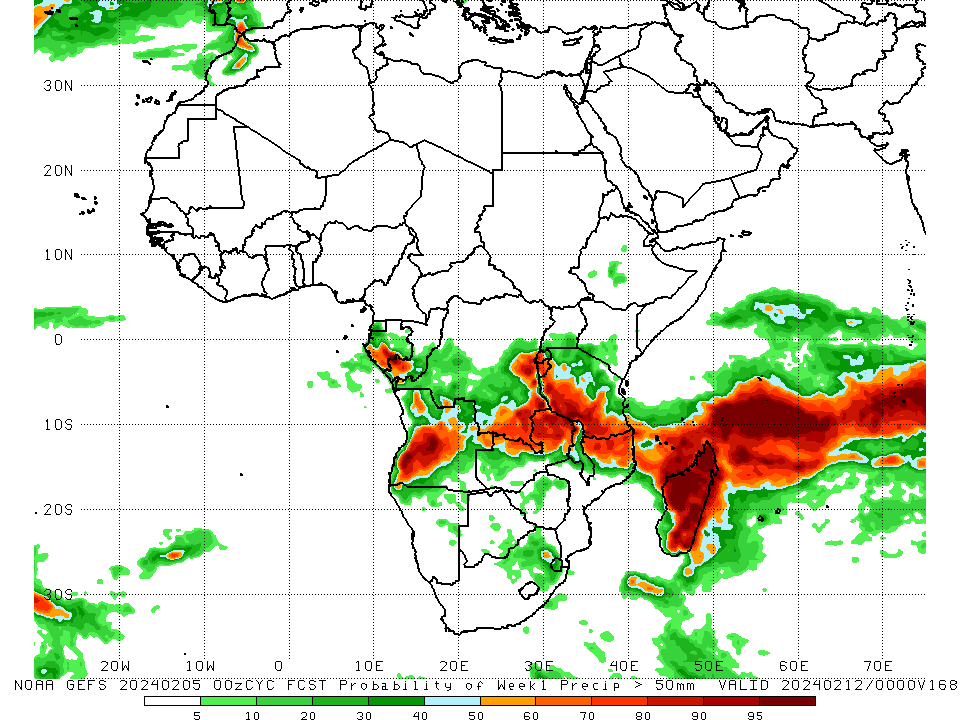 30N
20N
10N
0
10S
20S
30S
20W 10W 0 10E 20E 30E 40E 50E 60E 70E
NOAA GEFS 20240205 00zCYC FCST Probability of Week1 Precip > 50mm VALID 20240212/0000V168
5 10 20 30 40 50 60 70 80 90 95